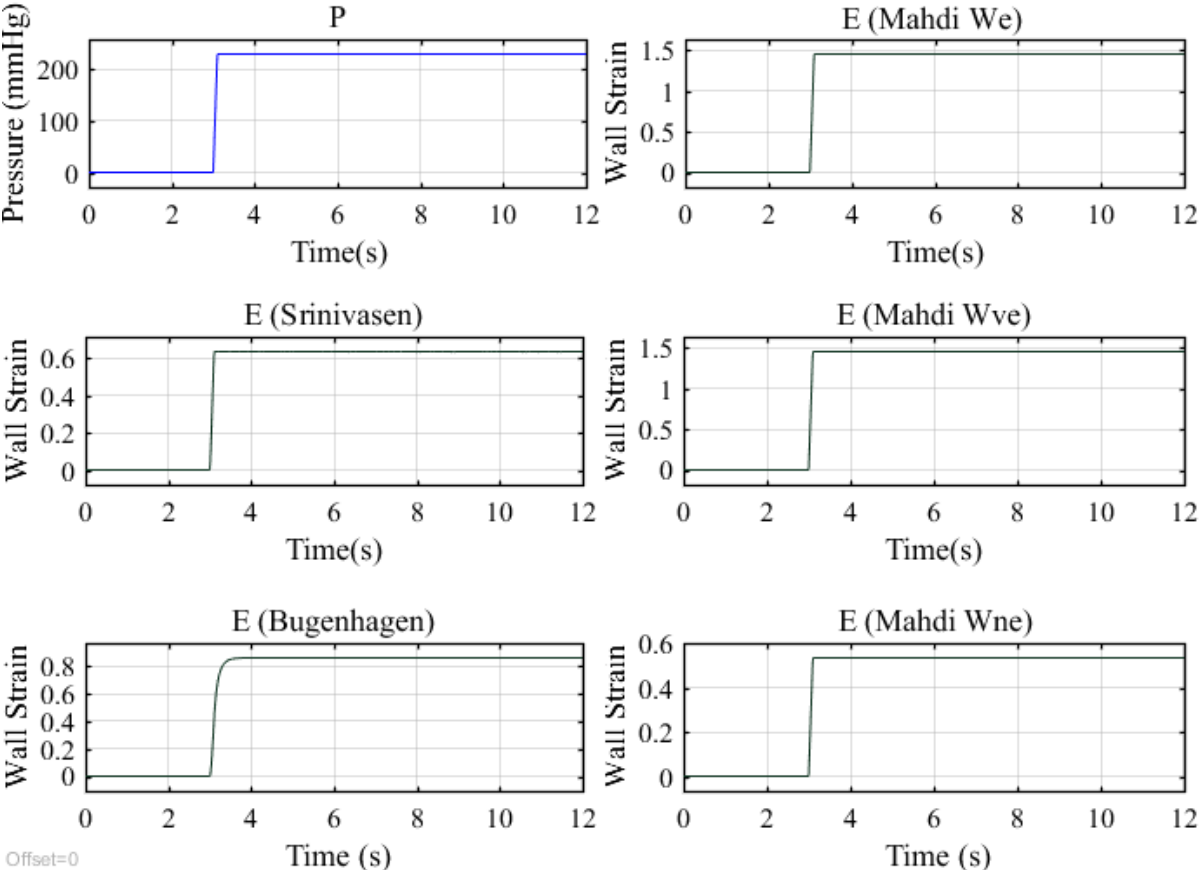 P
Pressure (mmHg)
200
100
0
0 2 4 6 8 10 12
Time(s)
E (Mahdi We)
Wall Strain
1.5
1
0.5
0
0 2 4 6 8 10 12
Time(s)
E (Srinivasen)
Wall Strain
0.6
0.4
0.2
0
0 2 4 6 8 10 12
Time(s)
E (Mahdi Wve)
Wall Strain
1.5
1
0.5
0
0 2 4 6 8 10 12
Time(s)
E (Bugenhagen)
Wall Strain
0.8
0.6
0.4
0.2
0
0 2 4 6 8 10 12
Time (s)
E (Mahdi Wne)
Wall Strain
0.6
0.4
0.2
0
0 2 4 6 8 10 12
Time (s)
Offset=0